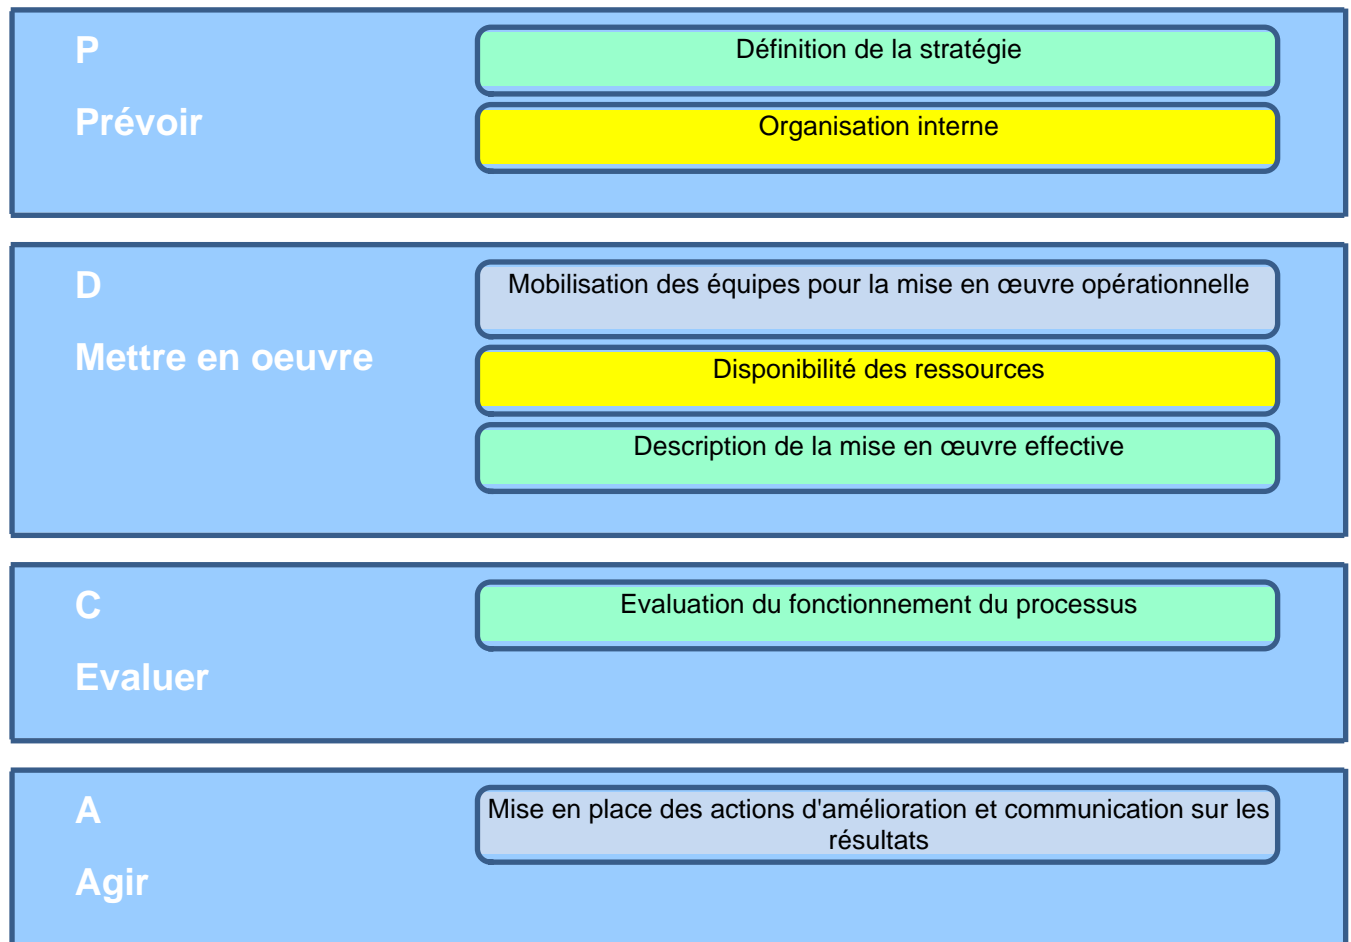 P
Prévoir
Définition de la stratégie
Organisation interne
D
Mettre en oeuvre
Mobilisation des équipes pour la mise en œuvre opérationnelle
Disponibilité des ressources
Description de la mise en œuvre effective
C
Evaluer
Evaluation du fonctionnement du processus
A
Agir
Mise en place des actions d'amélioration et communication sur les
résultats